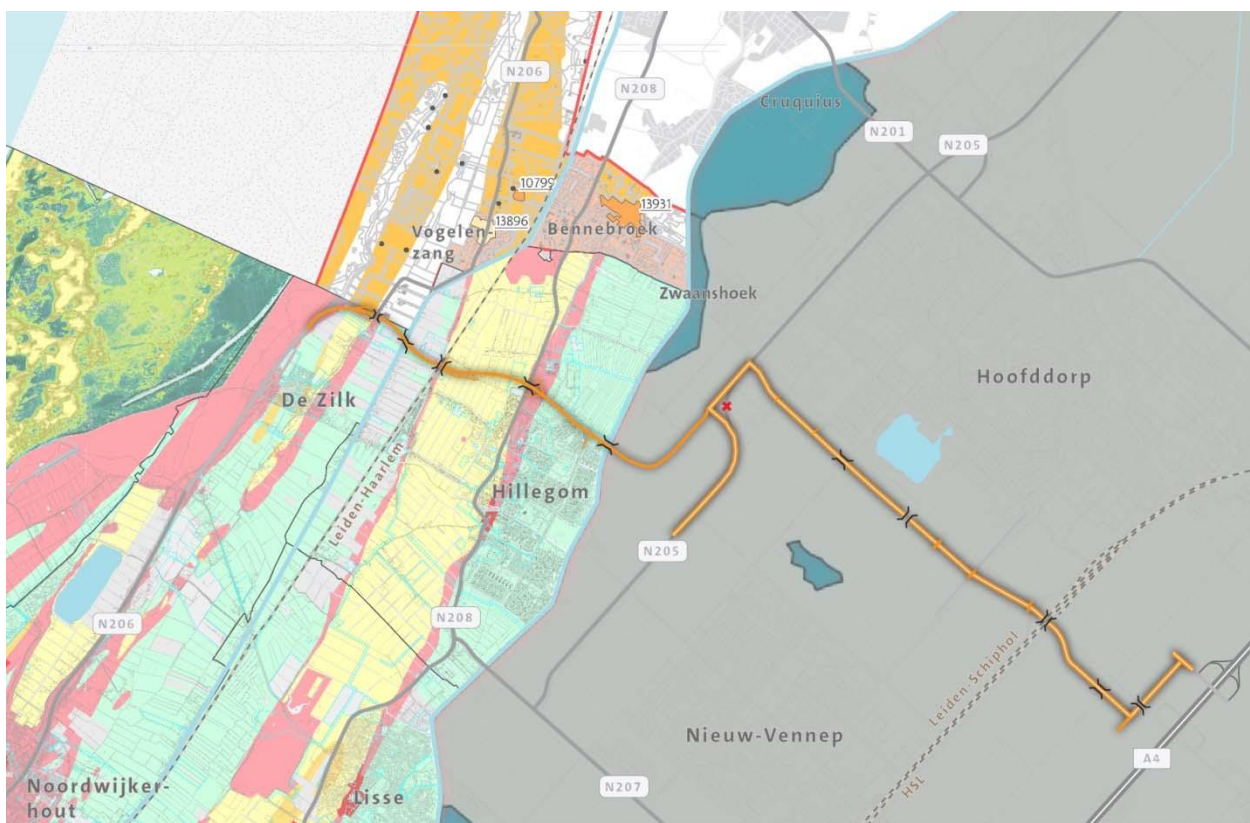 N206
N208
Cruquius
N201
N205
10799
13931
13896
Vogelen-
zang
Bennebroek
Zwaanshoek
Hoofddorp
De Zilk
Leiden-Haarlem
Hillegom
N205
N206
N208
Leiden-Schiphol
Nieuw-Vennep
A4
HSL
N207
Noordwijker-
hout
Lisse